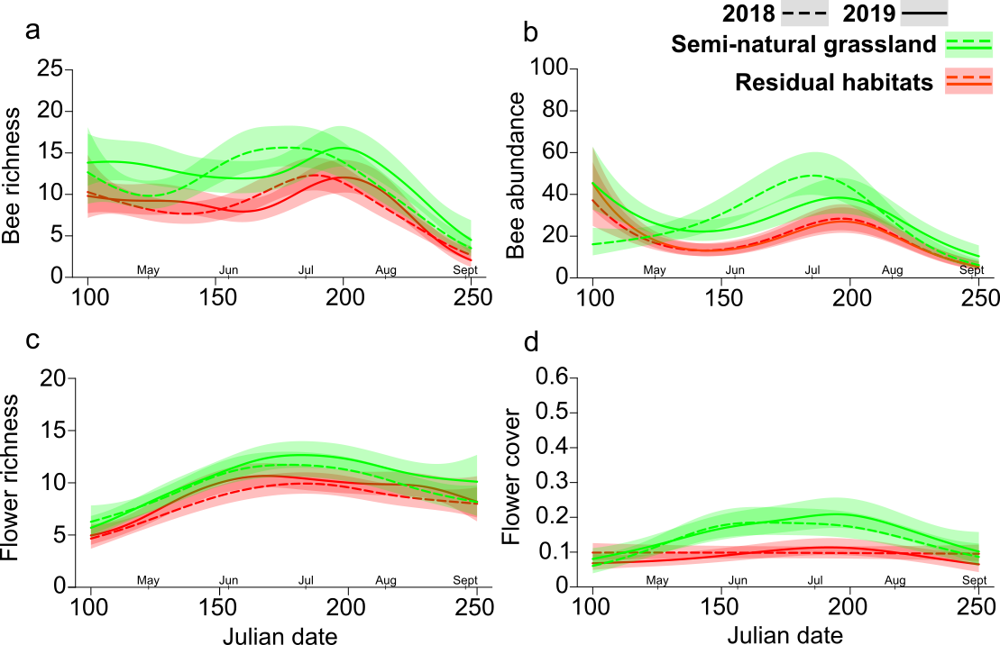 2018 2019
Semi-natural grassland
Residual habitats
a
Bee richness
25
20
15
10
5
0
May Jun Jul Aug Sept
100 150 200 250
b
Bee abundance
100
80
60
40
20
0
May Jun Jul Aug Sept
100 150 200 250
c
Flower richness
20
15
10
5
0
May Jun Jul Aug Sept
100 150 200 250
Julian date
d
Flower cover
0.6
0.5
0.4
0.3
0.2
0.1
0
May Jun Jul Aug Sept
100 150 200 250
Julian date